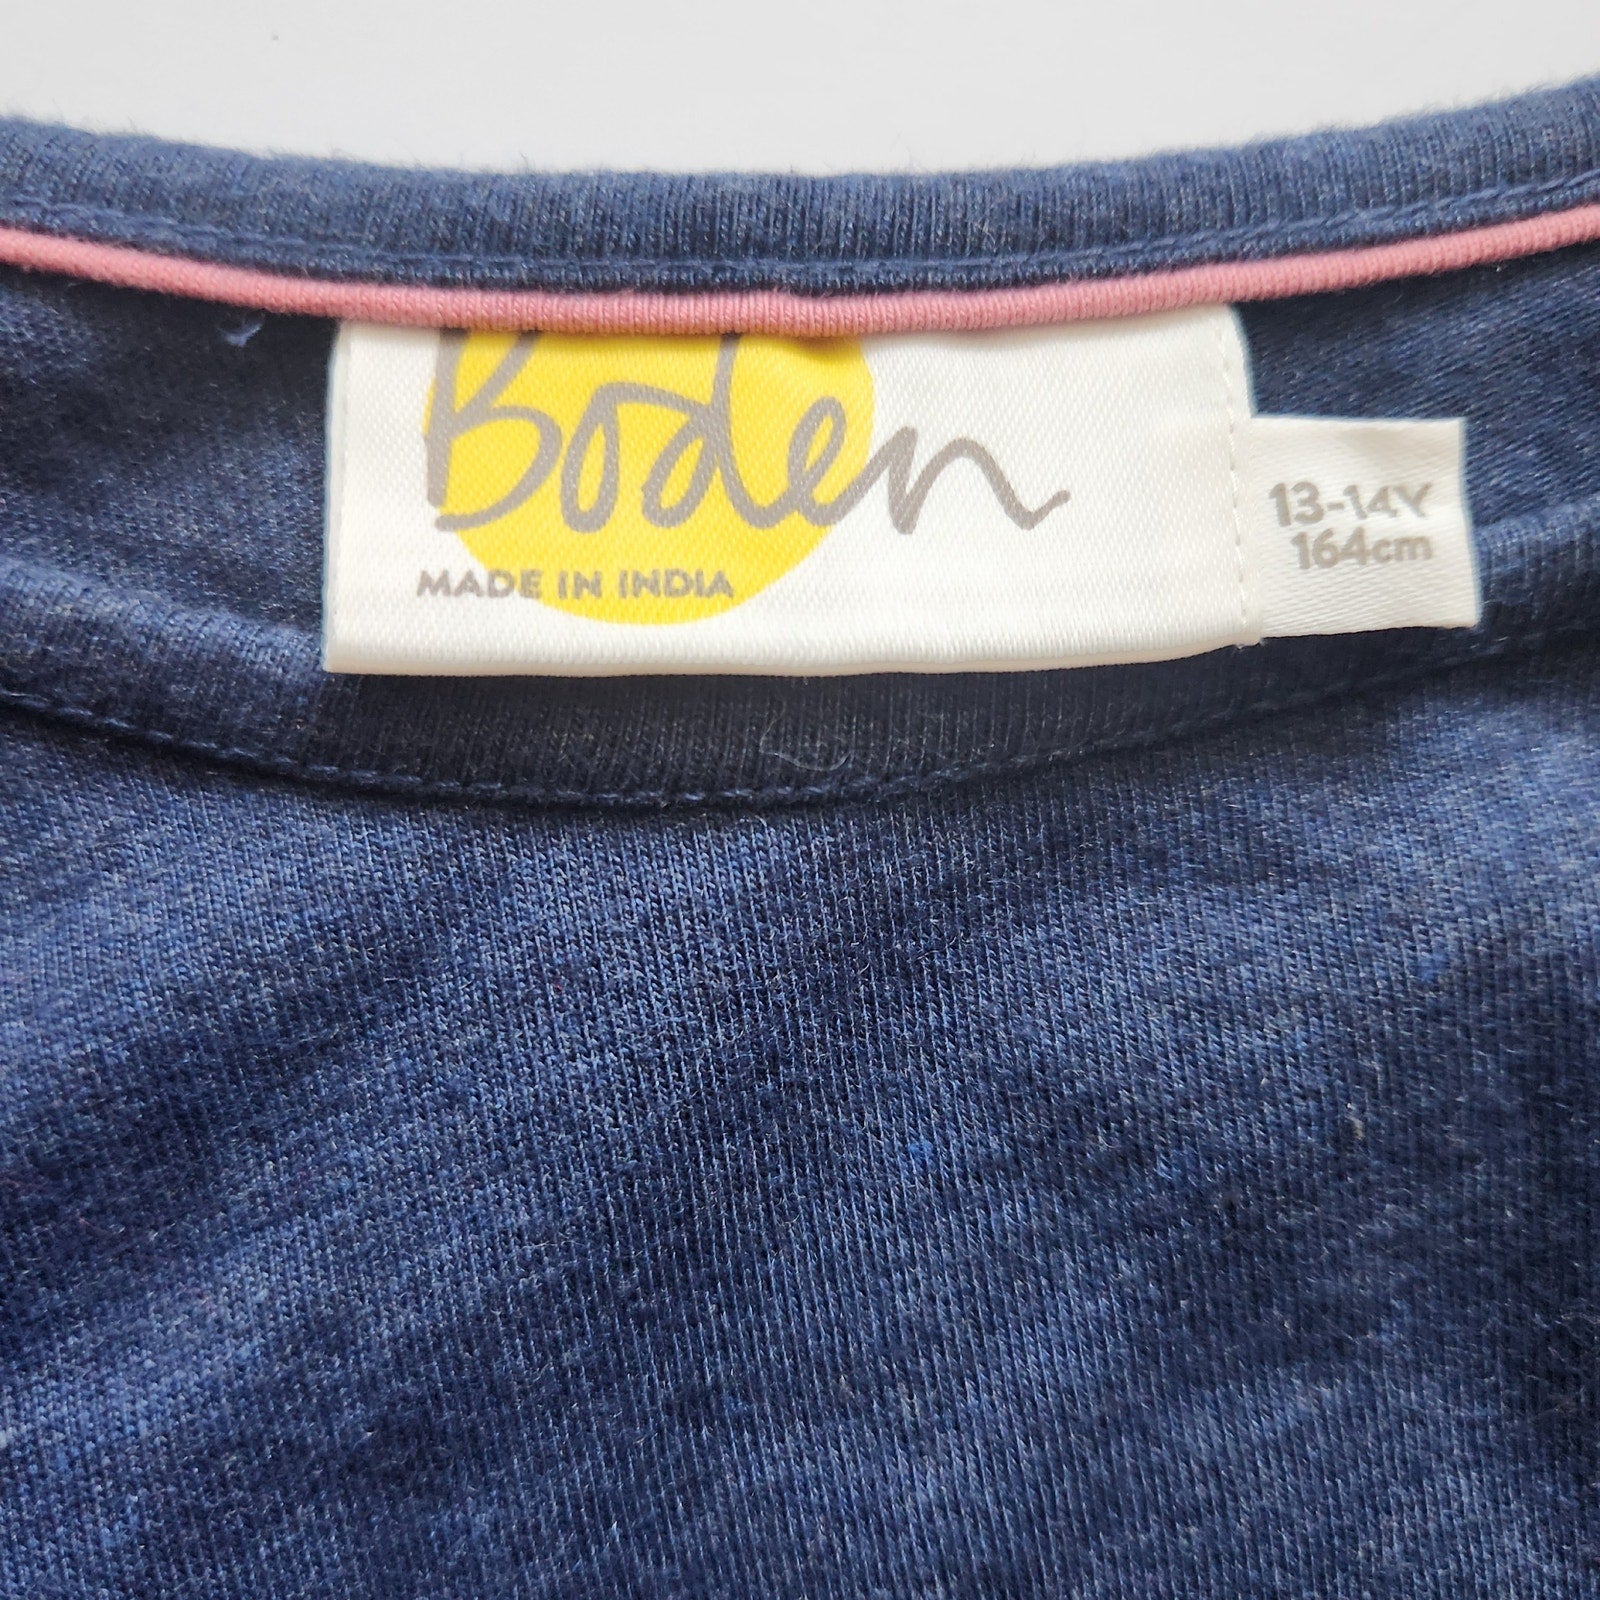 Boden
MADE IN INDIA
13-14Y
164cm